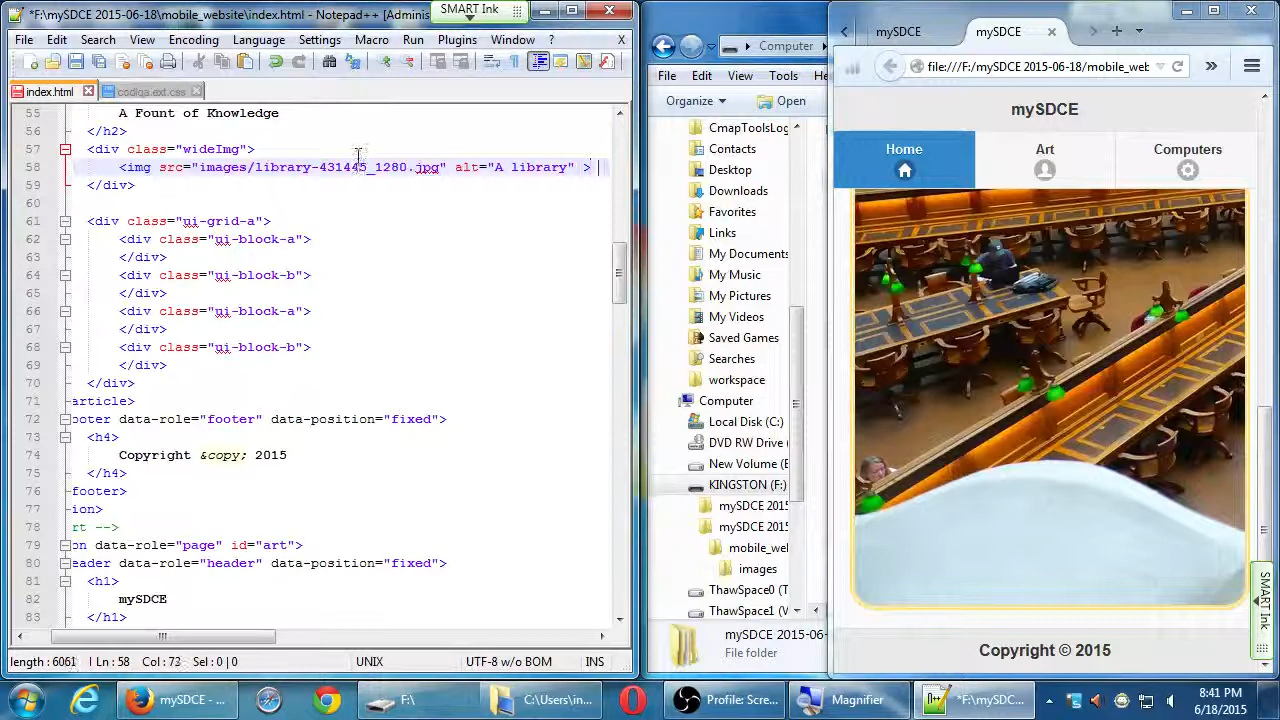 *F:\mySDCE 2015-06-18\mobile_website\index.html - Notepad++ [Adminis
SMART Ink
File Edit Search View Encoding Language Settings Macro Run Plugins Window ? X
index.html codiqa.ext.css
55 A Fount of Knowledge
56 </h2>
57 <div class="wideImg">
58 <img src="images/library-431445_1280.jpg" alt="A library" >
59 </div>
60
61 <div class="ui-grid-a">
62 <div class="ui-block-a">
63 </div>
64 <div class="ui-block-b">
65 </div>
66 <div class="ui-block-a">
67 </div>
68 <div class="ui-block-b">
69 </div>
70 </div>
71 article>
72 ooter data-role="footer" data-position="fixed">
73 <h4>
74 Copyright &copy; 2015
75 </h4>
76 footer>
77 ion>
78 rt -->
79 on data-role="page" id="art">
80 eader data-role="header" data-position="fixed">
81 <h1>
82 mySDCE
83 </h1>
length : 6061 l Ln : 58 Col : 72 Sel : 0 | 0 UNIX UTF-8 w/o BOM INS
Computer
File Edit View Tools
Organize Open
CmapToolsLog
Contacts
Desktop
Downloads
Favorites
Links
My Documents
My Music
My Pictures
My Videos
Saved Games
Searches
workspace
Computer
Local Disk (C:)
DVD RW Drive (
New Volume (E
KINGSTON (F:)
mySDCE 2015
mySDCE 2015
mobile_wel
images
ThawSpace0 (T
ThawSpace1 (V
mySDCE 2015-06-
File folder
mySDCE mySDCE
file:///F:/mySDCE 2015-06-18/mobile_web
mySDCE
Home Art Computers
Copyright © 2015
SMART Ink
mySDCE - ...
F:\
C:\Users\in...
Profile: Scre...
Magnifier
*F:\mySDC...
8:41 PM
6/18/2015